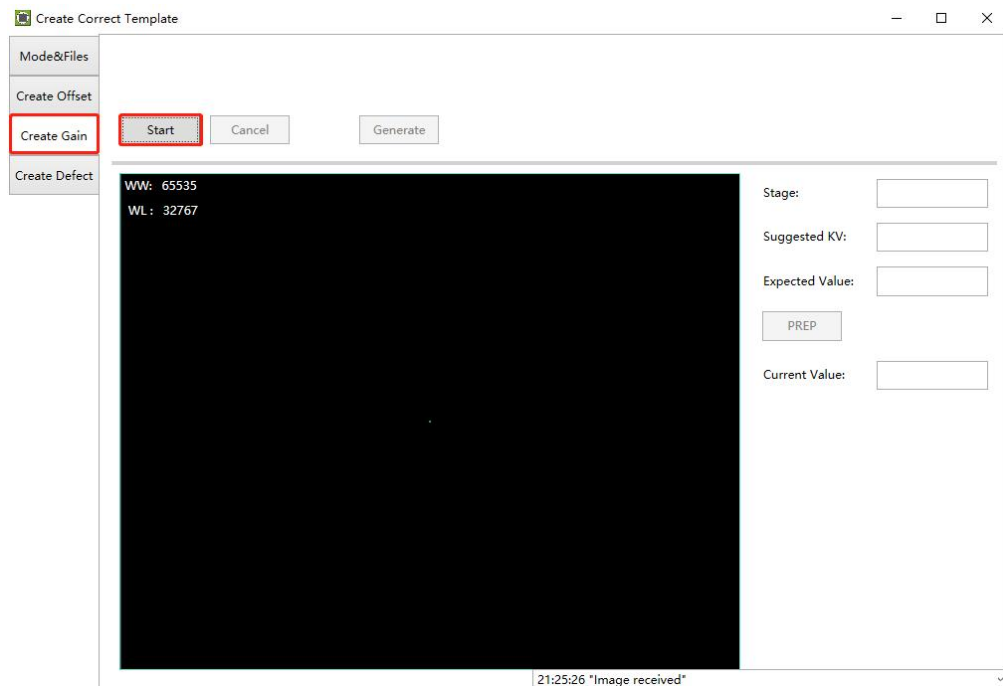 Create Correct Template
Mode&Files
Create Offset
Create Gain
Create Defect
Start Cancel Generate
WW: 65535
WL: 32767
Stage:
Suggested KV:
Expected Value:
PREP
Current Value:
21:25:26 "Image received"